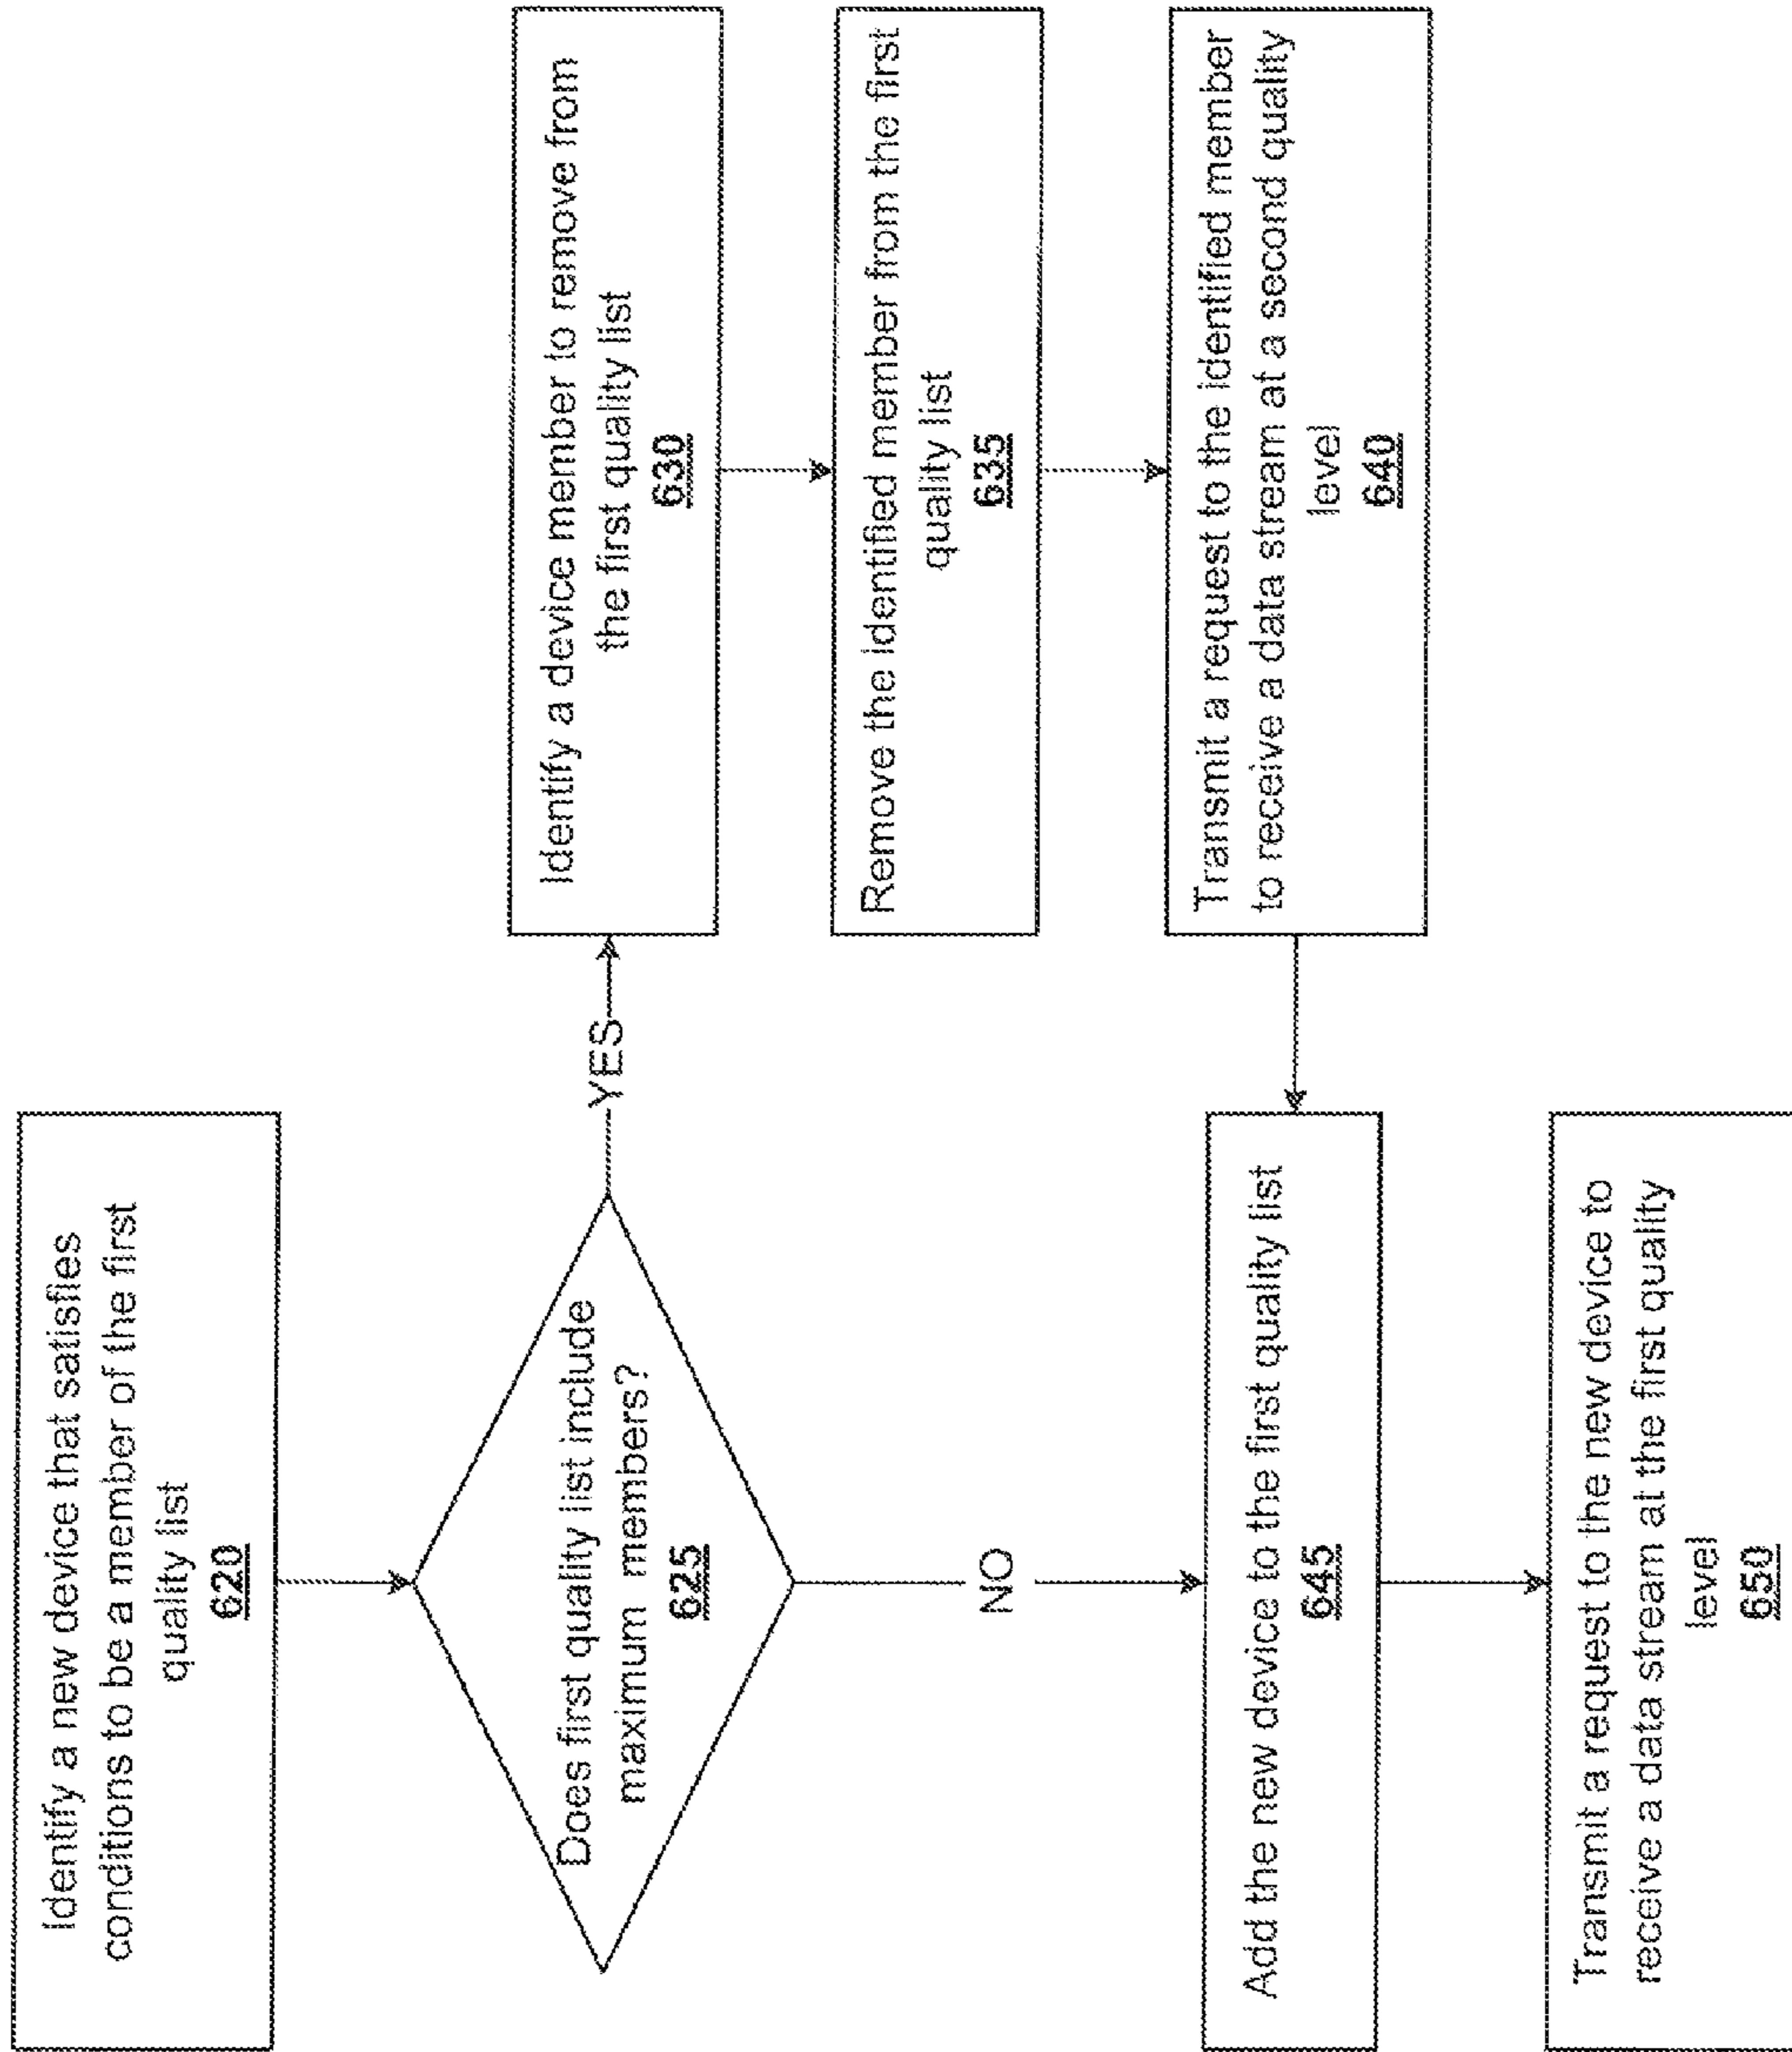 Identify a new device that satisfies
conditions to be a member of the first
quality list
620
Does first quality list include
maximum members?
625
YES
Identify a device member to remove from
the first quality list
630
Remove the identified member from the first
quality list
635
Transmit a request to the identified member
to receive a data stream at a second quality
level
640
NO
Add the new device to the first quality list
645
Transmit a request to the new device to
receive a data stream at the first quality
level
650